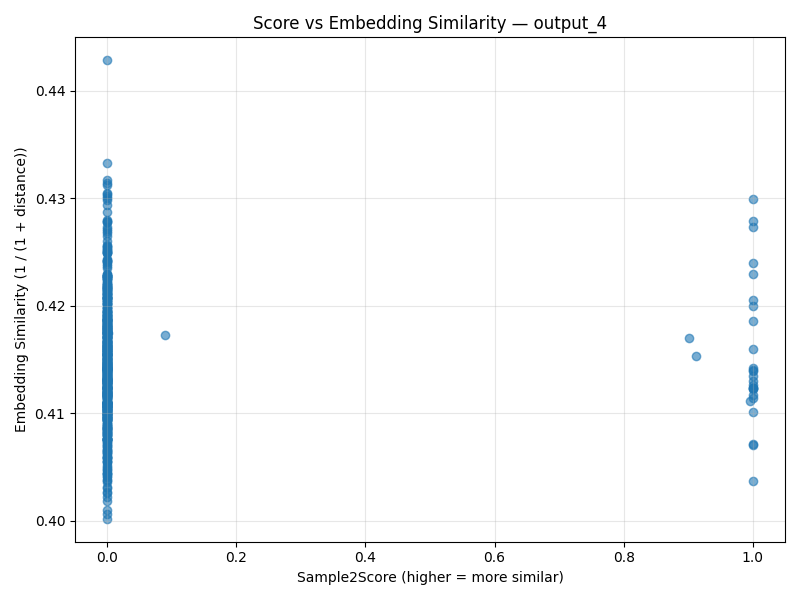 Score vs Embedding Similarity — output_4
Embedding Similarity (1 / (1 + distance))
0.44
0.43
0.42
0.41
0.40
0.0 0.2 0.4 0.6 0.8 1.0
Sample2Score (higher = more similar)